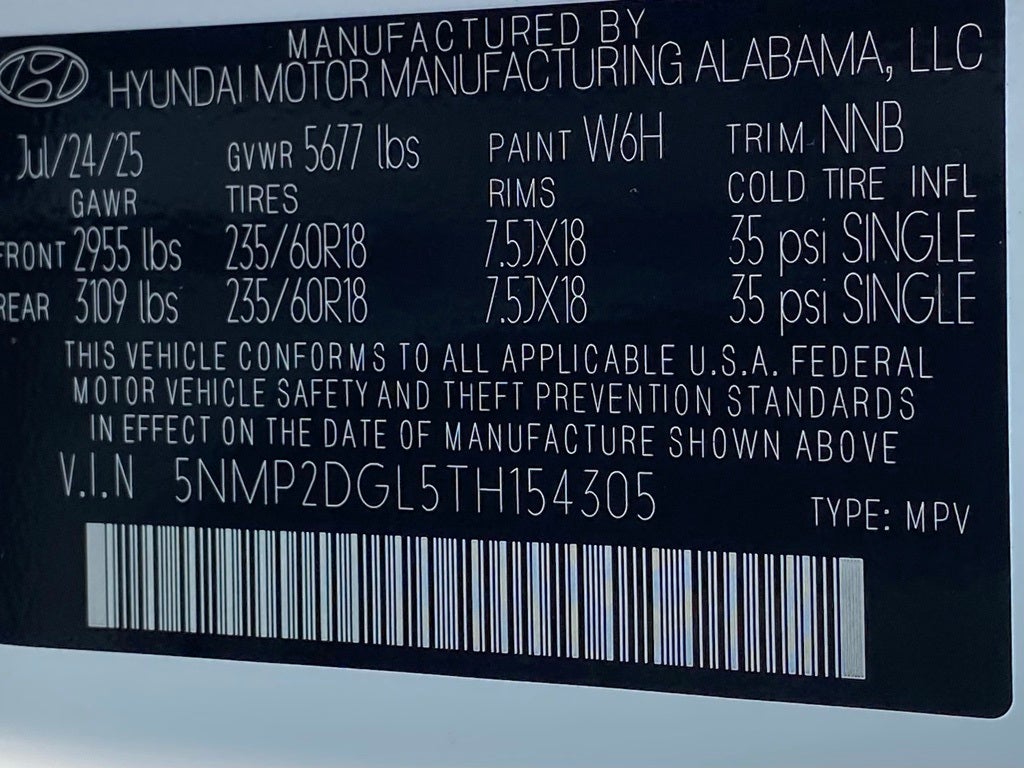 MANUFACTURED BY
HYUNDAI MOTOR MANUFACTURING ALABAMA, LLC
Jul/24/25 GVWR 5677 lbs PAINT W6H TRIM NNB
GAWR TIRES RIMS COLD TIRE INFL
FRONT 2955 lbs 235/60R18 7.5JX18 35 psi SINGLE
REAR 3109 lbs 235/60R18 7.5JX18 35 psi SINGLE
THIS VEHICLE CONFORMS TO ALL APPLICABLE U.S.A. FEDERAL
MOTOR VEHICLE SAFETY AND THEFT PREVENTION STANDARDS
IN EFFECT ON THE DATE OF MANUFACTURE SHOWN ABOVE
V.I.N 5NMP2DGL5TH154305 TYPE: MPV